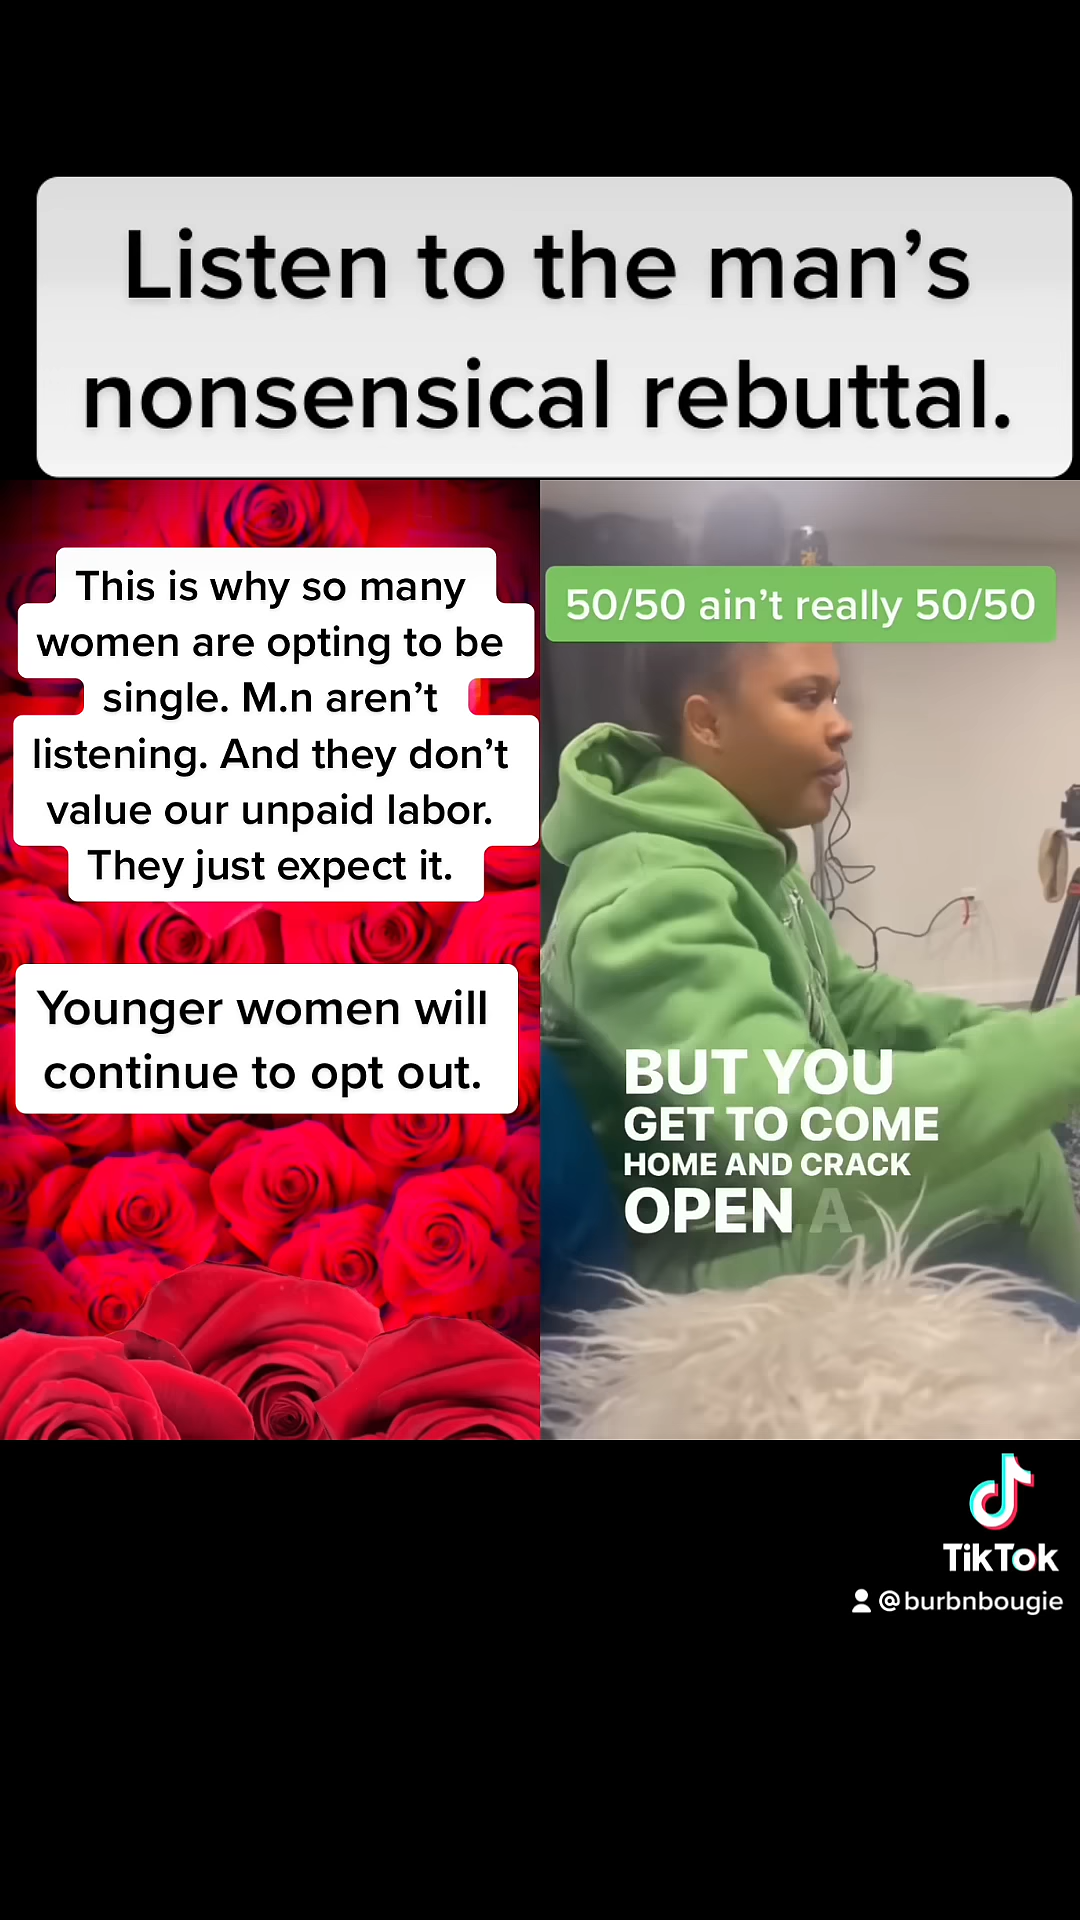 Listen to the man’s
nonsensical rebuttal.
This is why so many
women are opting to be
single. M.n aren’t
listening. And they don’t
value our unpaid labor.
They just expect it.
Younger women will
continue to opt out.
50/50 ain’t really 50/50
BUT YOU
GET TO COME
HOME AND CRACK
OPEN A
TikTok
@burbnbougie